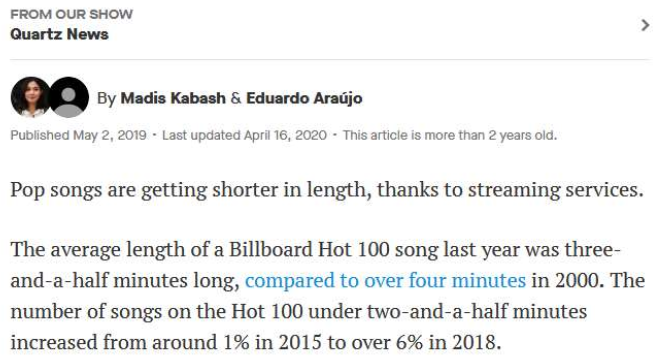 FROM OUR SHOW
Quartz News
By Madis Kabash & Eduardo Araújo
Published May 2, 2019 · Last updated April 16, 2020 · This article is more than 2 years old.
Pop songs are getting shorter in length, thanks to streaming services.
The average length of a Billboard Hot 100 song last year was three-
and-a-half minutes long, compared to over four minutes in 2000. The
number of songs on the Hot 100 under two-and-a-half minutes
increased from around 1% in 2015 to over 6% in 2018.